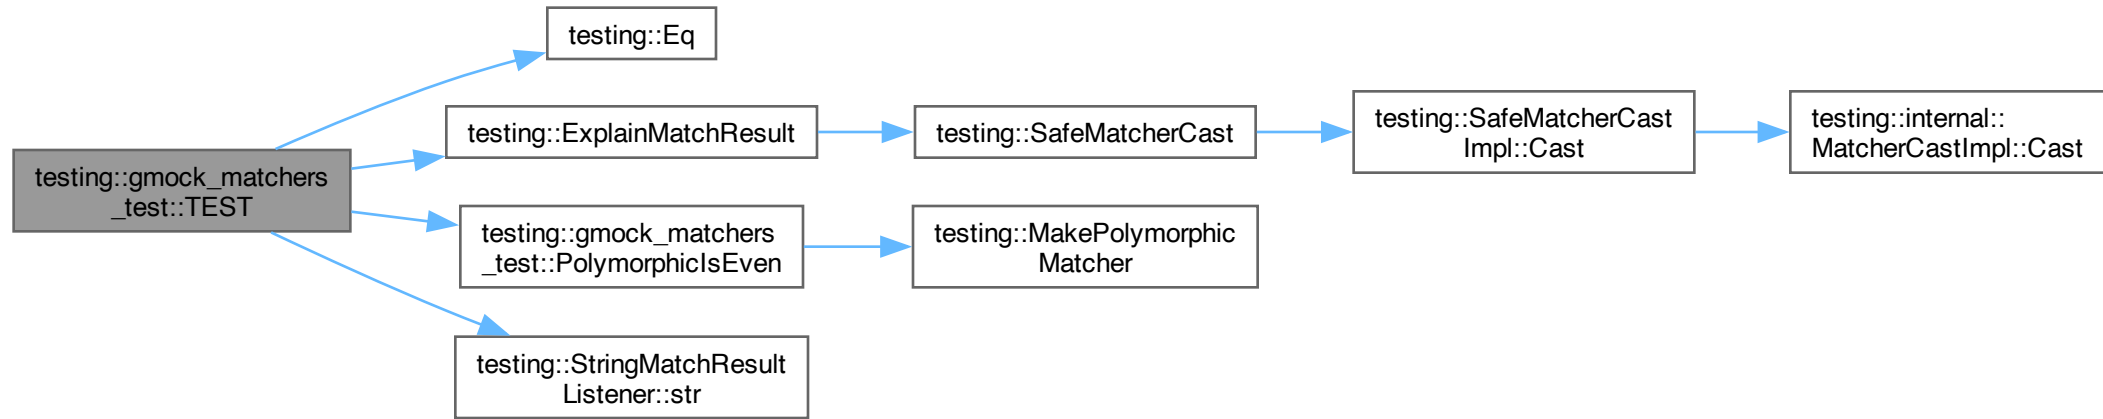 testing::Eq
testing::ExplainMatchResult
testing::SafeMatcherCast
testing::SafeMatcherCast
Impl::Cast
testing::internal::
MatcherCastImpl::Cast
testing::gmock_matchers
_test::TEST
testing::gmock_matchers
_test::PolymorphicIsEven
testing::MakePolymorphic
Matcher
testing::StringMatchResult
Listener::str